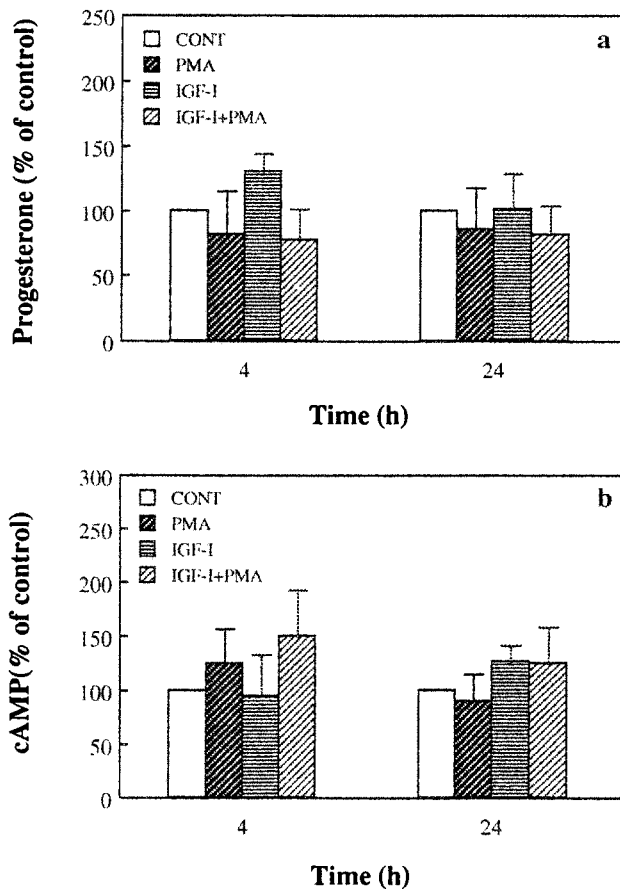 a
Progesterone (% of control)
250
200
150
100
50
0
CONT
PMA
IGF-I
IGF-I+PMA
4
24
Time (h)
b
cAMP(% of control)
300
250
200
150
100
50
0
CONT
PMA
IGF-I
IGF-I+PMA
4
24
Time (h)